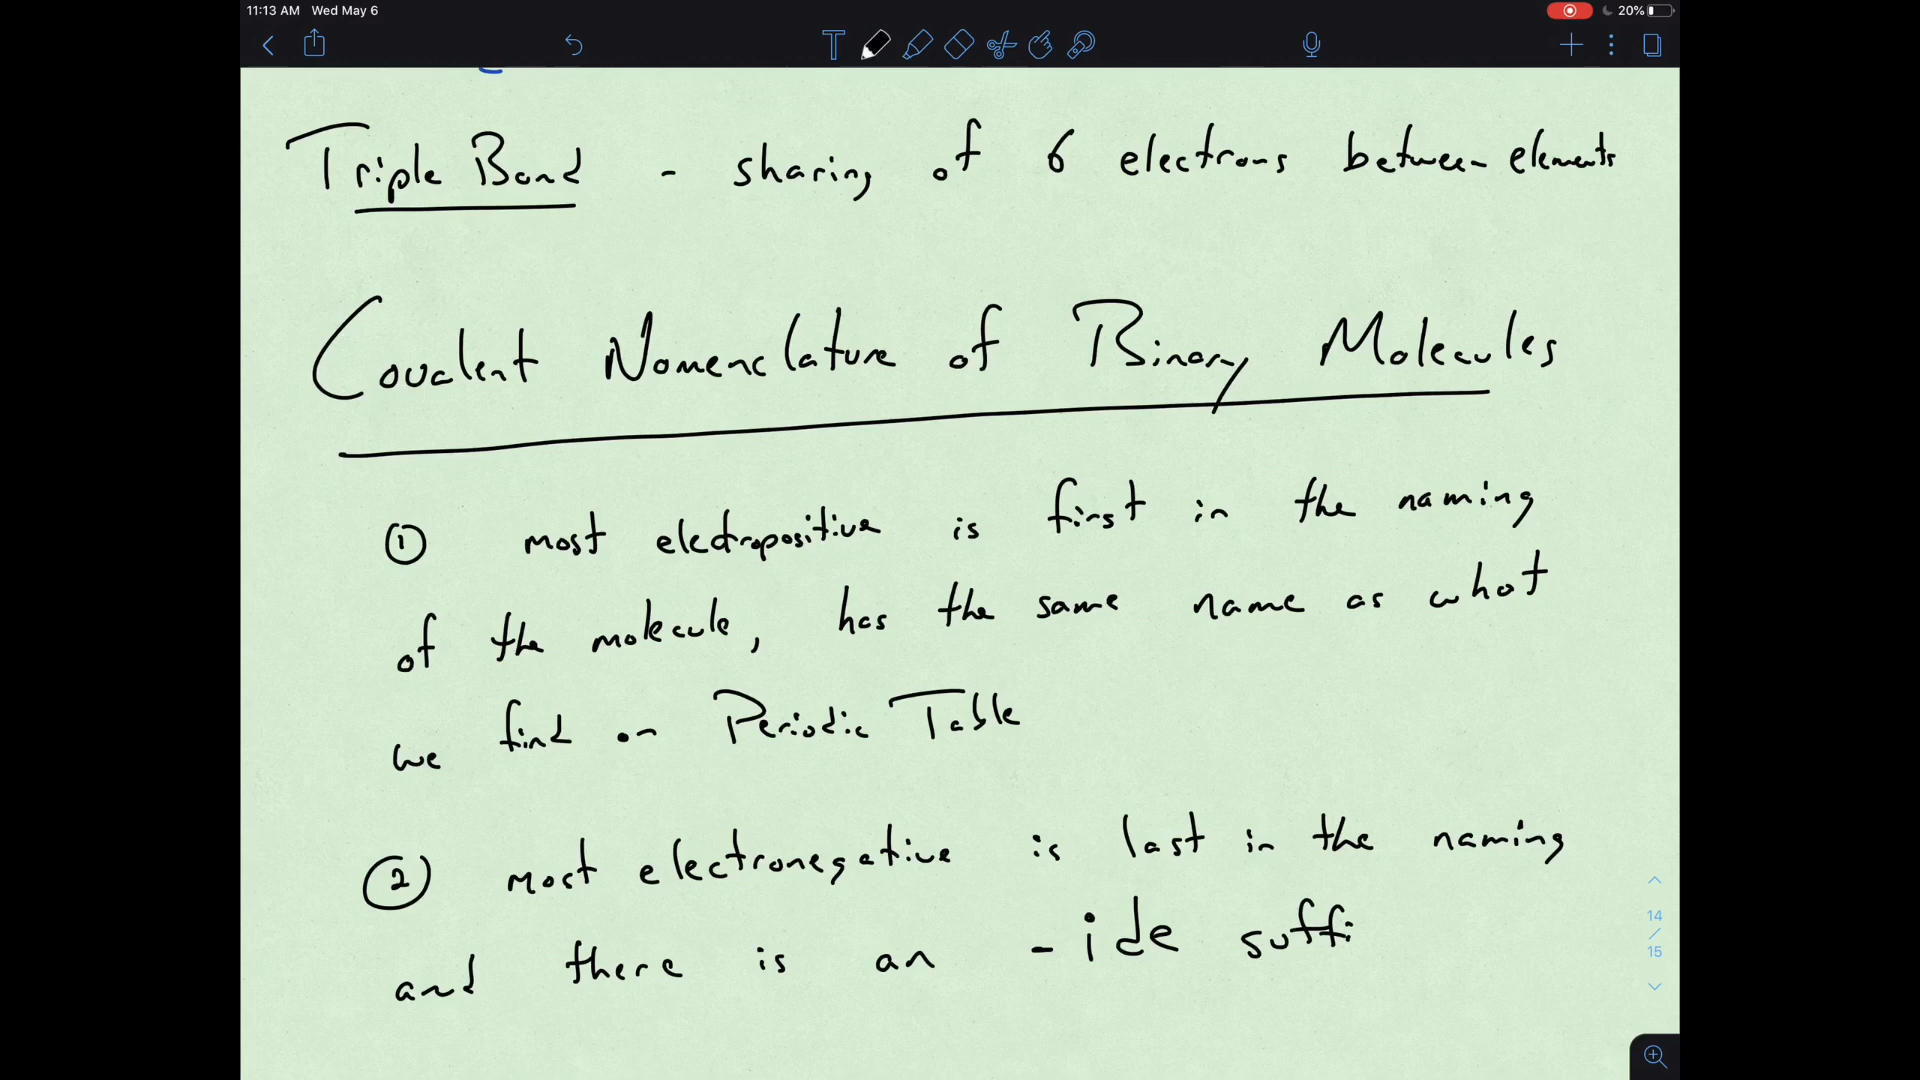 11:13 AM Wed May 6
20%
T
Triple Bond - sharing of 6 electrons between elements
Covalent Nomenclature of Binary Molecules
① most electropositive is first in the naming
of the molecule, has the same name as what
we find on Periodic Table
② most electronegative is last in the naming
and there is an -ide suffi
14
/
15